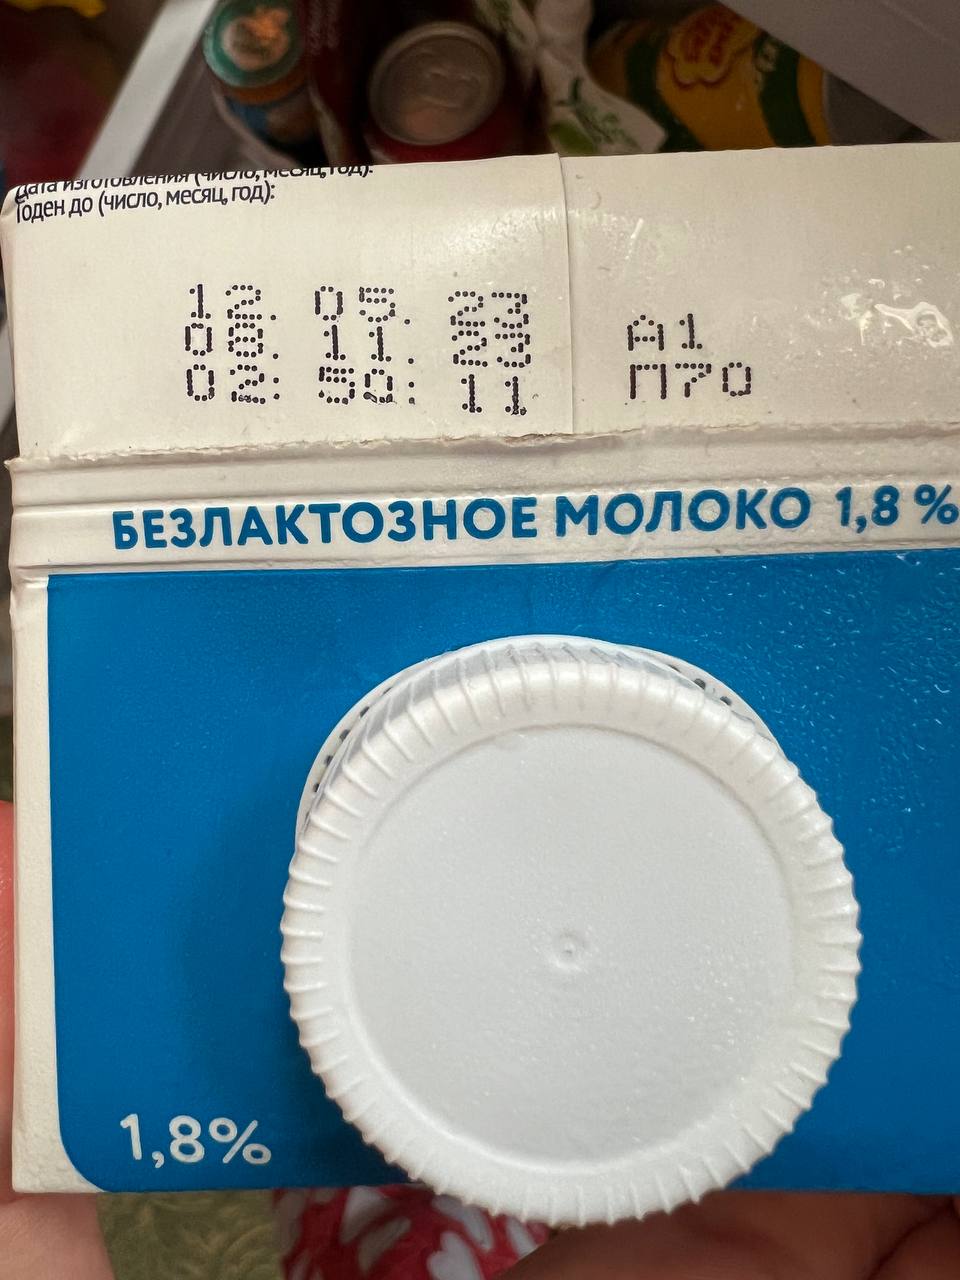 Дата изготовления (число, месяц, год):
Годен до (число, месяц, год):
12. 05. 23
08. 11. 23 А1
02: 50: 11 П70
БЕЗЛАКТОЗНОЕ МОЛОКО 1,8 %
1,8%